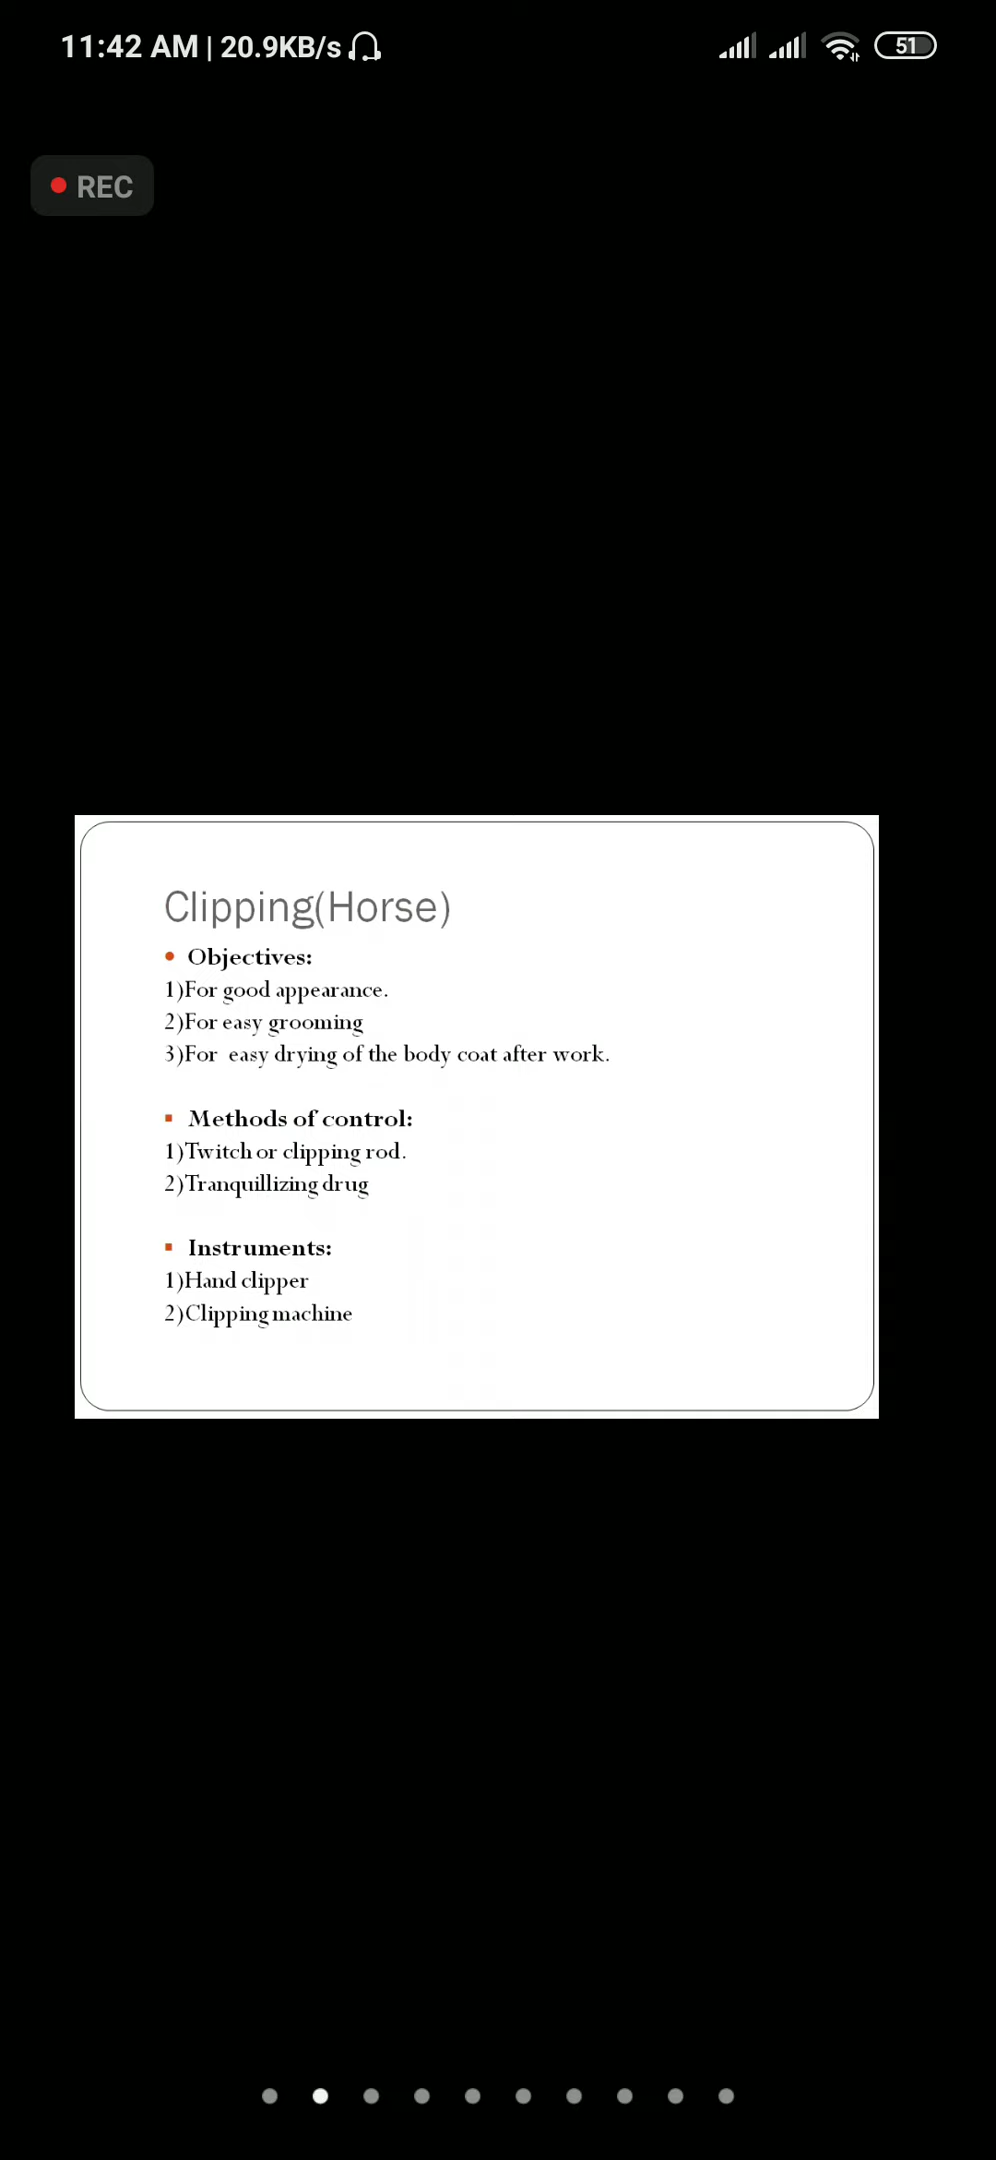 11:42 AM | 20.9KB/s
51
REC
Clipping(Horse)
• Objectives:
1)For good appearance.
2)For easy grooming
3)For easy drying of the body coat after work.
▪ Methods of control:
1)Twitch or clipping rod.
2)Tranquillizing drug
▪ Instruments:
1)Hand clipper
2)Clipping machine